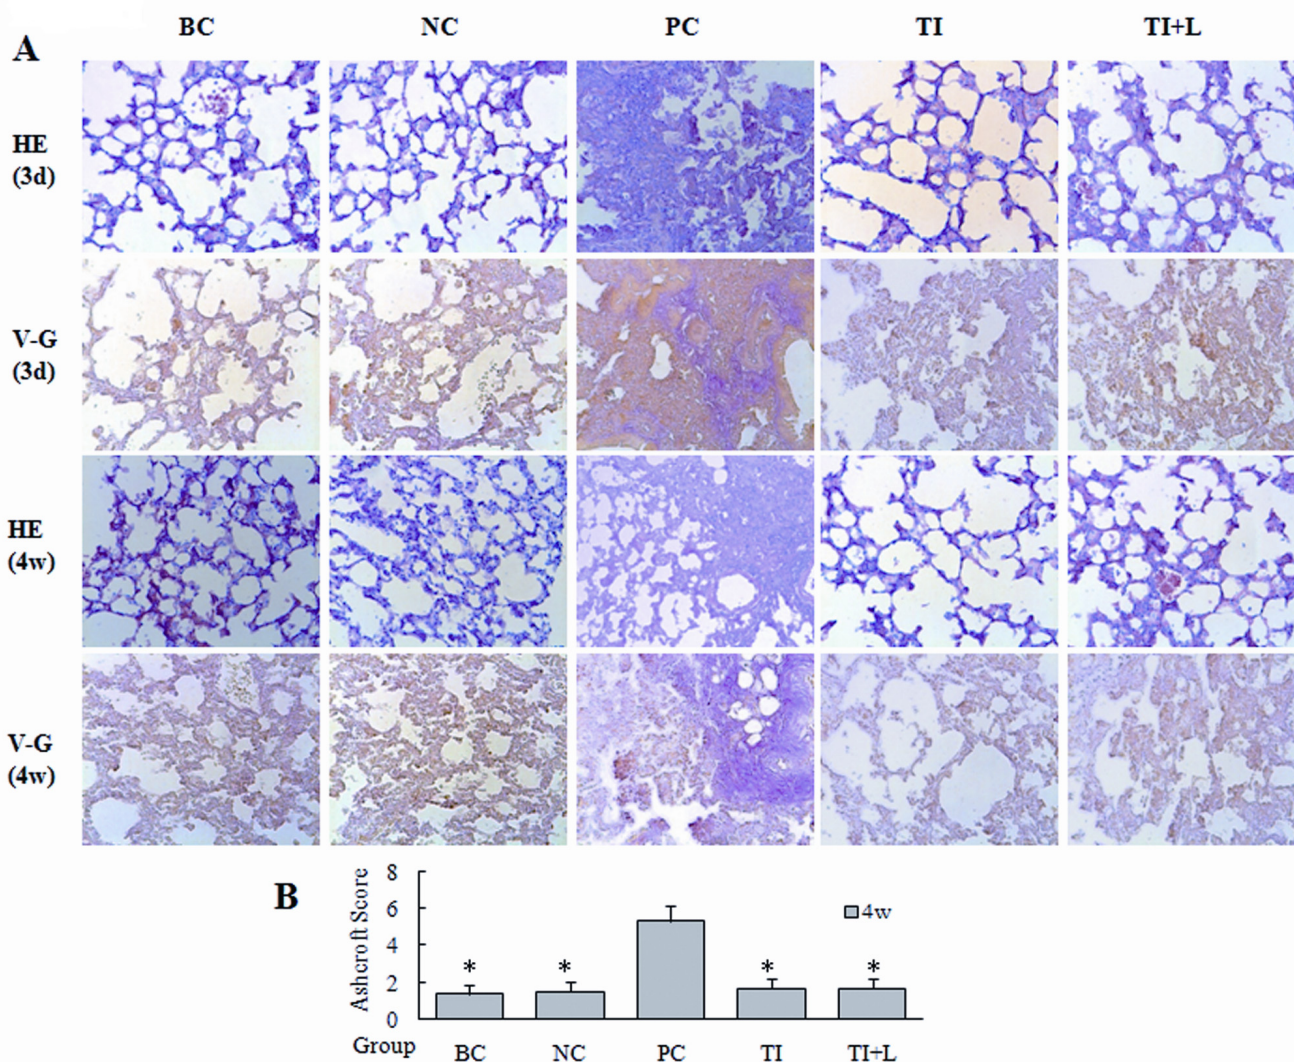 BC NC PC TI TI+L
A
HE
(3d)
V-G
(3d)
HE
(4w)
V-G
(4w)
B
Ashcroft Score
8
6
4
2
0
4w
* * * *
Group BC NC PC TI TI+L